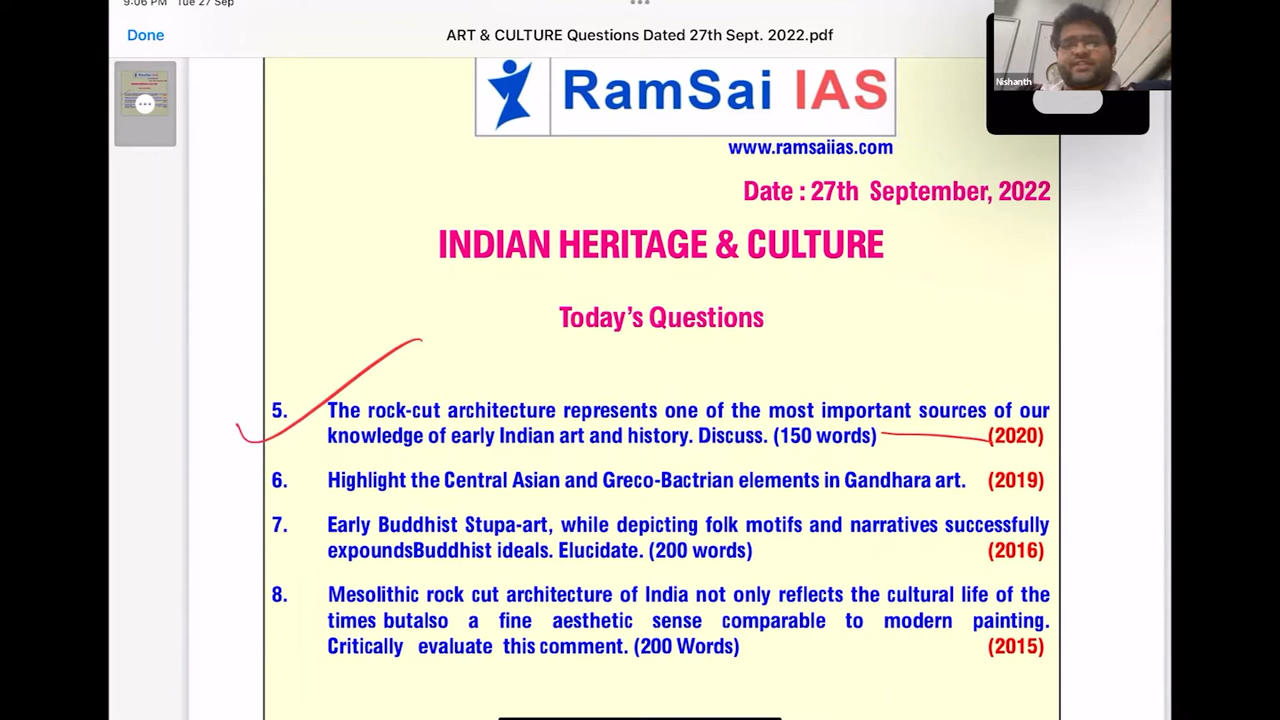 9:06 PM Tue 27 Sep
Done
ART & CULTURE Questions Dated 27th Sept. 2022.pdf
Nishanth
RamSai IAS
www.ramsaiias.com
Date : 27th September, 2022
INDIAN HERITAGE & CULTURE
Today's Questions
5. The rock-cut architecture represents one of the most important sources of our
knowledge of early Indian art and history. Discuss. (150 words) (2020)
6. Highlight the Central Asian and Greco-Bactrian elements in Gandhara art. (2019)
7. Early Buddhist Stupa-art, while depicting folk motifs and narratives successfully
expoundsBuddhist ideals. Elucidate. (200 words) (2016)
8. Mesolithic rock cut architecture of India not only reflects the cultural life of the
times butalso a fine aesthetic sense comparable to modern painting.
Critically evaluate this comment. (200 Words) (2015)